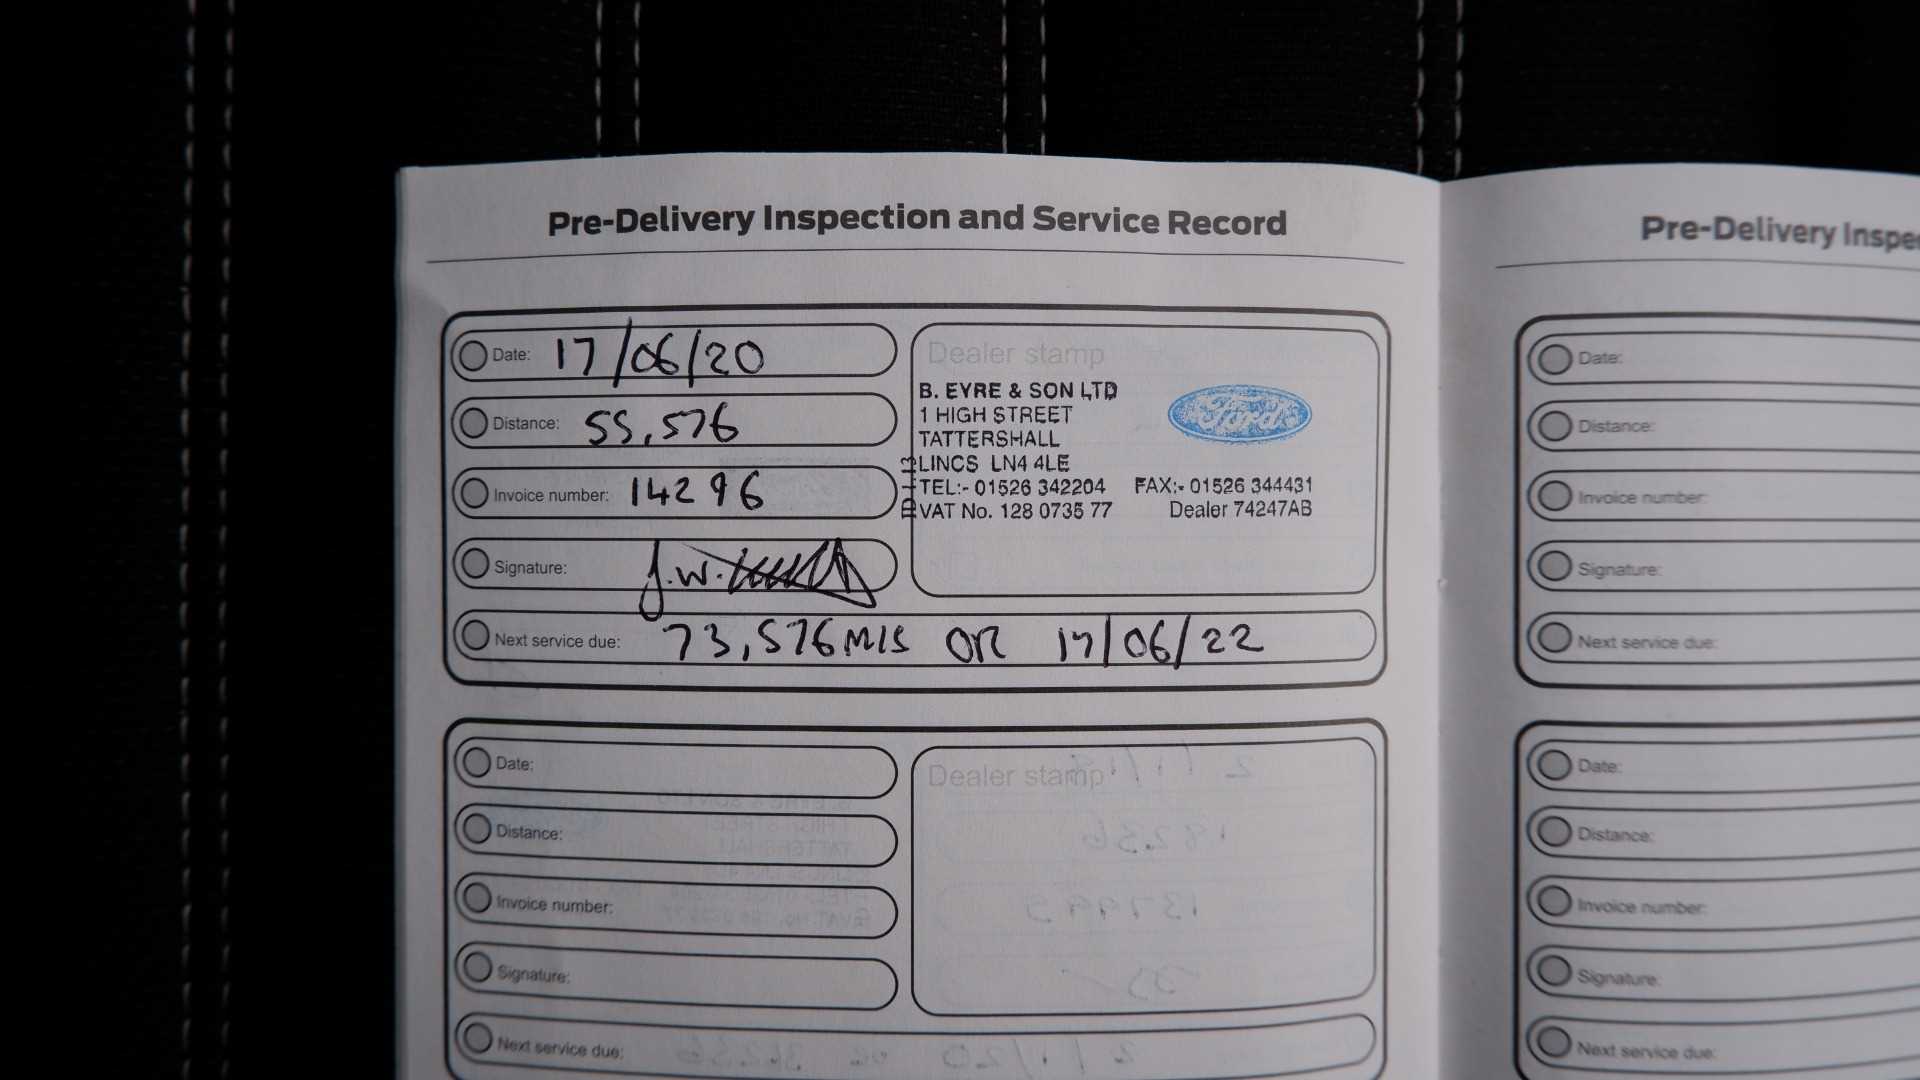 Pre-Delivery Inspection and Service Record
Date: 17/06/20
Distance: 55,576
Invoice number: 14296
Signature: J.W.
Next service due: 73,576 MLS OR 17/06/22
Dealer stamp
B. EYRE & SON LTD
1 HIGH STREET
TATTERSHALL
LINCS LN4 4LE
TEL:- 01526 342204 FAX:- 01526 344431
VAT No. 128 0735 77 Dealer 74247AB
Ford
Date:
Distance:
Invoice number:
Signature:
Next service due:
Dealer stamp
Pre-Delivery Inspe
Date:
Distance:
Invoice number:
Signature:
Next service due:
Date:
Distance:
Invoice number:
Signature:
Next service due: